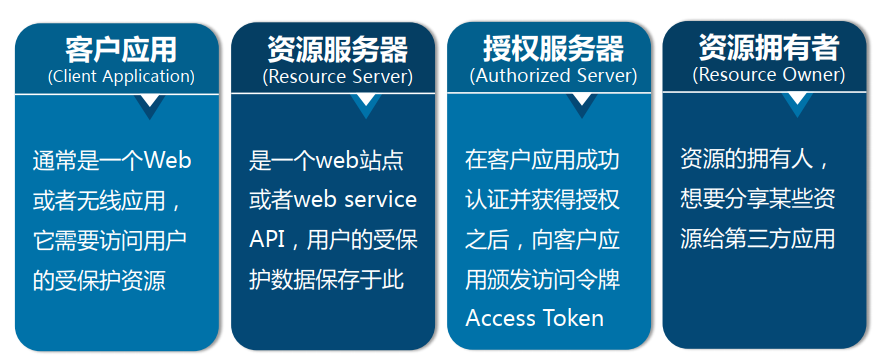 客户应用
(Client Application)
通常是一个Web
或者无线应用，
它需要访问用户
的受保护资源
资源服务器
(Resource Server)
是一个web站点
或者web service
API，用户的受保
护数据保存于此
授权服务器
(Authorized Server)
在客户应用成功
认证并获得授权
之后，向客户应
用颁发访问令牌
Access Token
资源拥有者
(Resource Owner)
资源的拥有人，
想要分享某些资
源给第三方应用